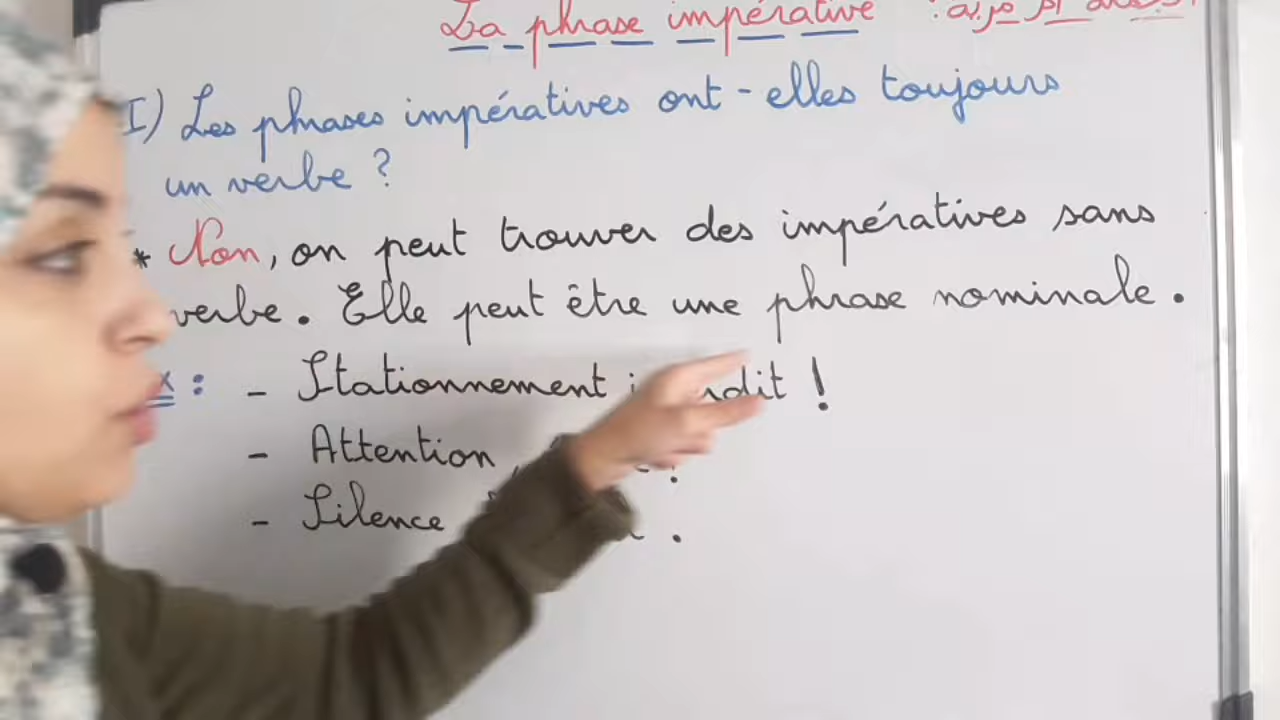 La phrase impérative :
I) Les phrases impératives ont-elles toujours
un verbe ?
* Non, on peut trouver des impératives sans
verbe. Elle peut être une phrase nominale.
: - Stationnement !
- Attention
- Silence .